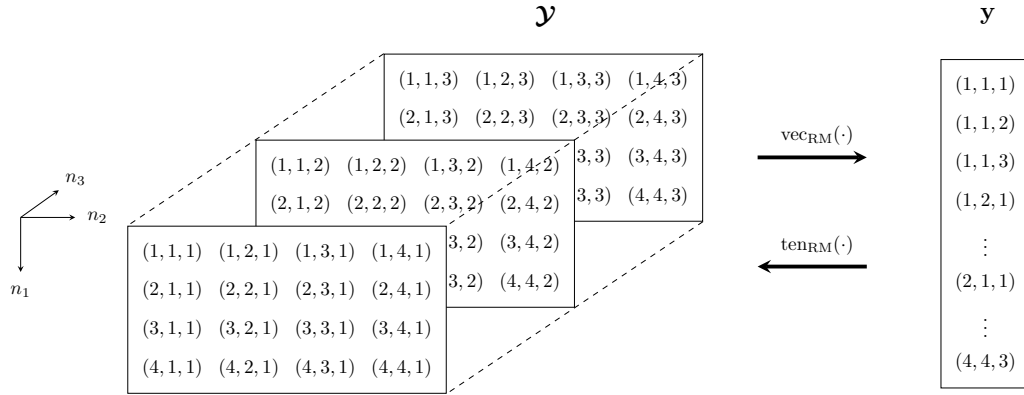 𝓨
y
(1,1,3) (1,2,3) (1,3,3) (1,4,3)
(2,1,3) (2,2,3) (2,3,3) (2,4,3)
3,3) (3,4,3)
3,3) (4,4,3)
(1,1,2) (1,2,2) (1,3,2) (1,4,2)
(2,1,2) (2,2,2) (2,3,2) (2,4,2)
3,2) (3,4,2)
3,2) (4,4,2)
(1,1,1) (1,2,1) (1,3,1) (1,4,1)
(2,1,1) (2,2,1) (2,3,1) (2,4,1)
(3,1,1) (3,2,1) (3,3,1) (3,4,1)
(4,1,1) (4,2,1) (4,3,1) (4,4,1)
n₃
n₂
n₁
vec_RM(·)
ten_RM(·)
(1,1,1)
(1,1,2)
(1,1,3)
(1,2,1)
⋮
(2,1,1)
⋮
(4,4,3)